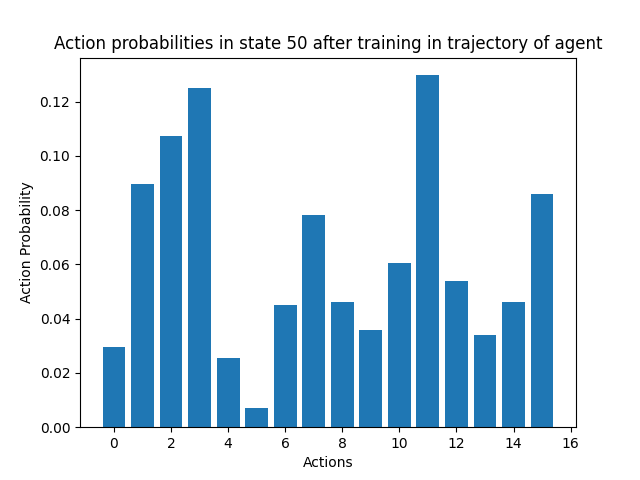 Action probabilities in state 50 after training in trajectory of agent
0.12
0.10
0.08
0.06
0.04
0.02
0.00
Action Probability
0 2 4 6 8 10 12 14 16
Actions